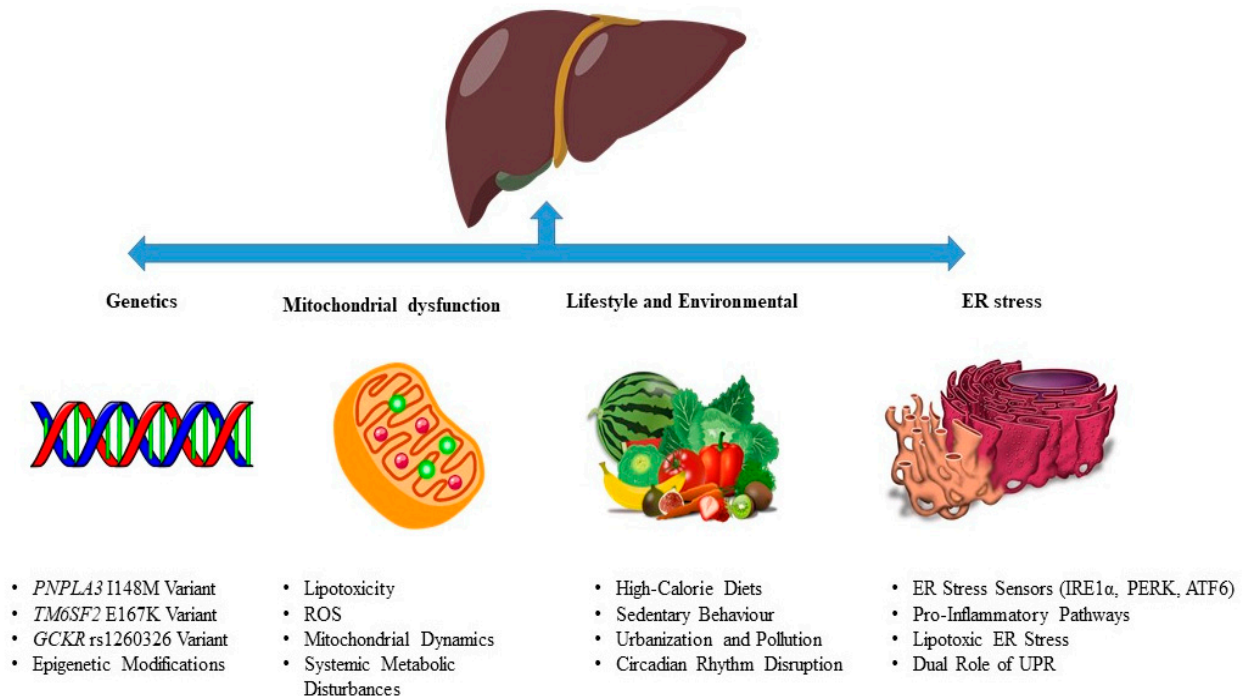 Genetics
Mitochondrial dysfunction
Lifestyle and Environmental
ER stress
• PNPLA3 I148M Variant
• TM6SF2 E167K Variant
• GCKR rs1260326 Variant
• Epigenetic Modifications
• Lipotoxicity
• ROS
• Mitochondrial Dynamics
• Systemic Metabolic
Disturbances
• High-Calorie Diets
• Sedentary Behaviour
• Urbanization and Pollution
• Circadian Rhythm Disruption
• ER Stress Sensors (IRE1α, PERK, ATF6)
• Pro-Inflammatory Pathways
• Lipotoxic ER Stress
• Dual Role of UPR